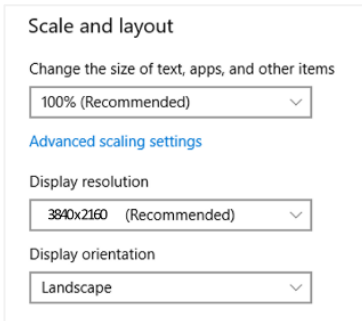 Scale and layout
Change the size of text, apps, and other items
100% (Recommended)
Advanced scaling settings
Display resolution
3840x2160 (Recommended)
Display orientation
Landscape